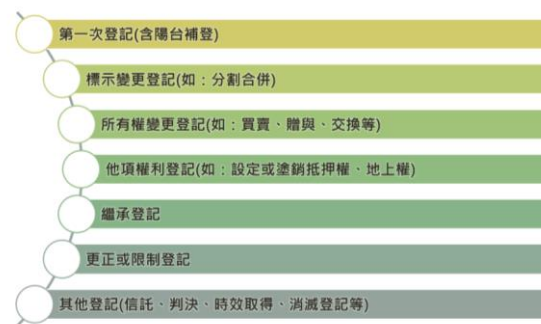 第一次登記(含陽台補登)
標示變更登記(如：分割合併)
所有權變更登記(如：買賣、贈與、交換等)
他項權利登記(如：設定或塗銷抵押權、地上權)
繼承登記
更正或限制登記
其他登記(信託、判決、時效取得、消滅登記等)